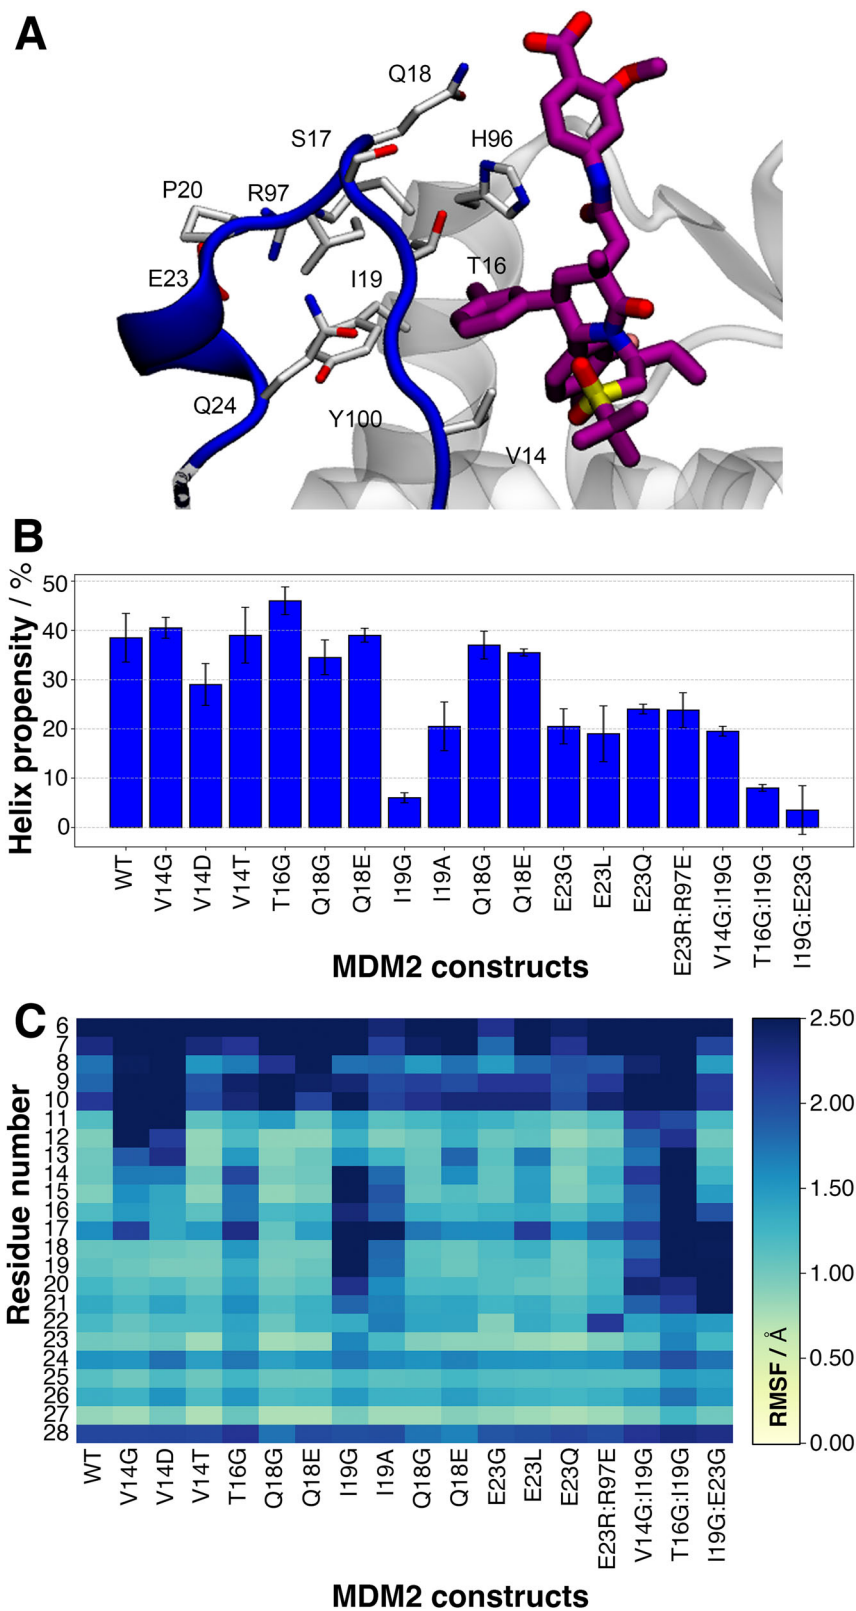 A
Q18
S17
H96
P20
R97
E23
I19
T16
Q24
Y100
V14
B
Helix propensity / %
50
40
30
20
10
0
WT
V14G
V14D
V14T
T16G
Q18G
Q18E
I19G
I19A
Q18G
Q18E
E23G
E23L
E23Q
E23R:R97E
V14G:I19G
T16G:I19G
I19G:E23G
MDM2 constructs
C
Residue number
6
7
8
9
10
11
12
13
14
15
16
17
18
19
20
21
22
23
24
25
26
27
28
2.50
2.00
1.50
1.00
0.50
0.00
RMSF / Å
WT
V14G
V14D
V14T
T16G
Q18G
Q18E
I19G
I19A
Q18G
Q18E
E23G
E23L
E23Q
E23R:R97E
V14G:I19G
T16G:I19G
I19G:E23G
MDM2 constructs